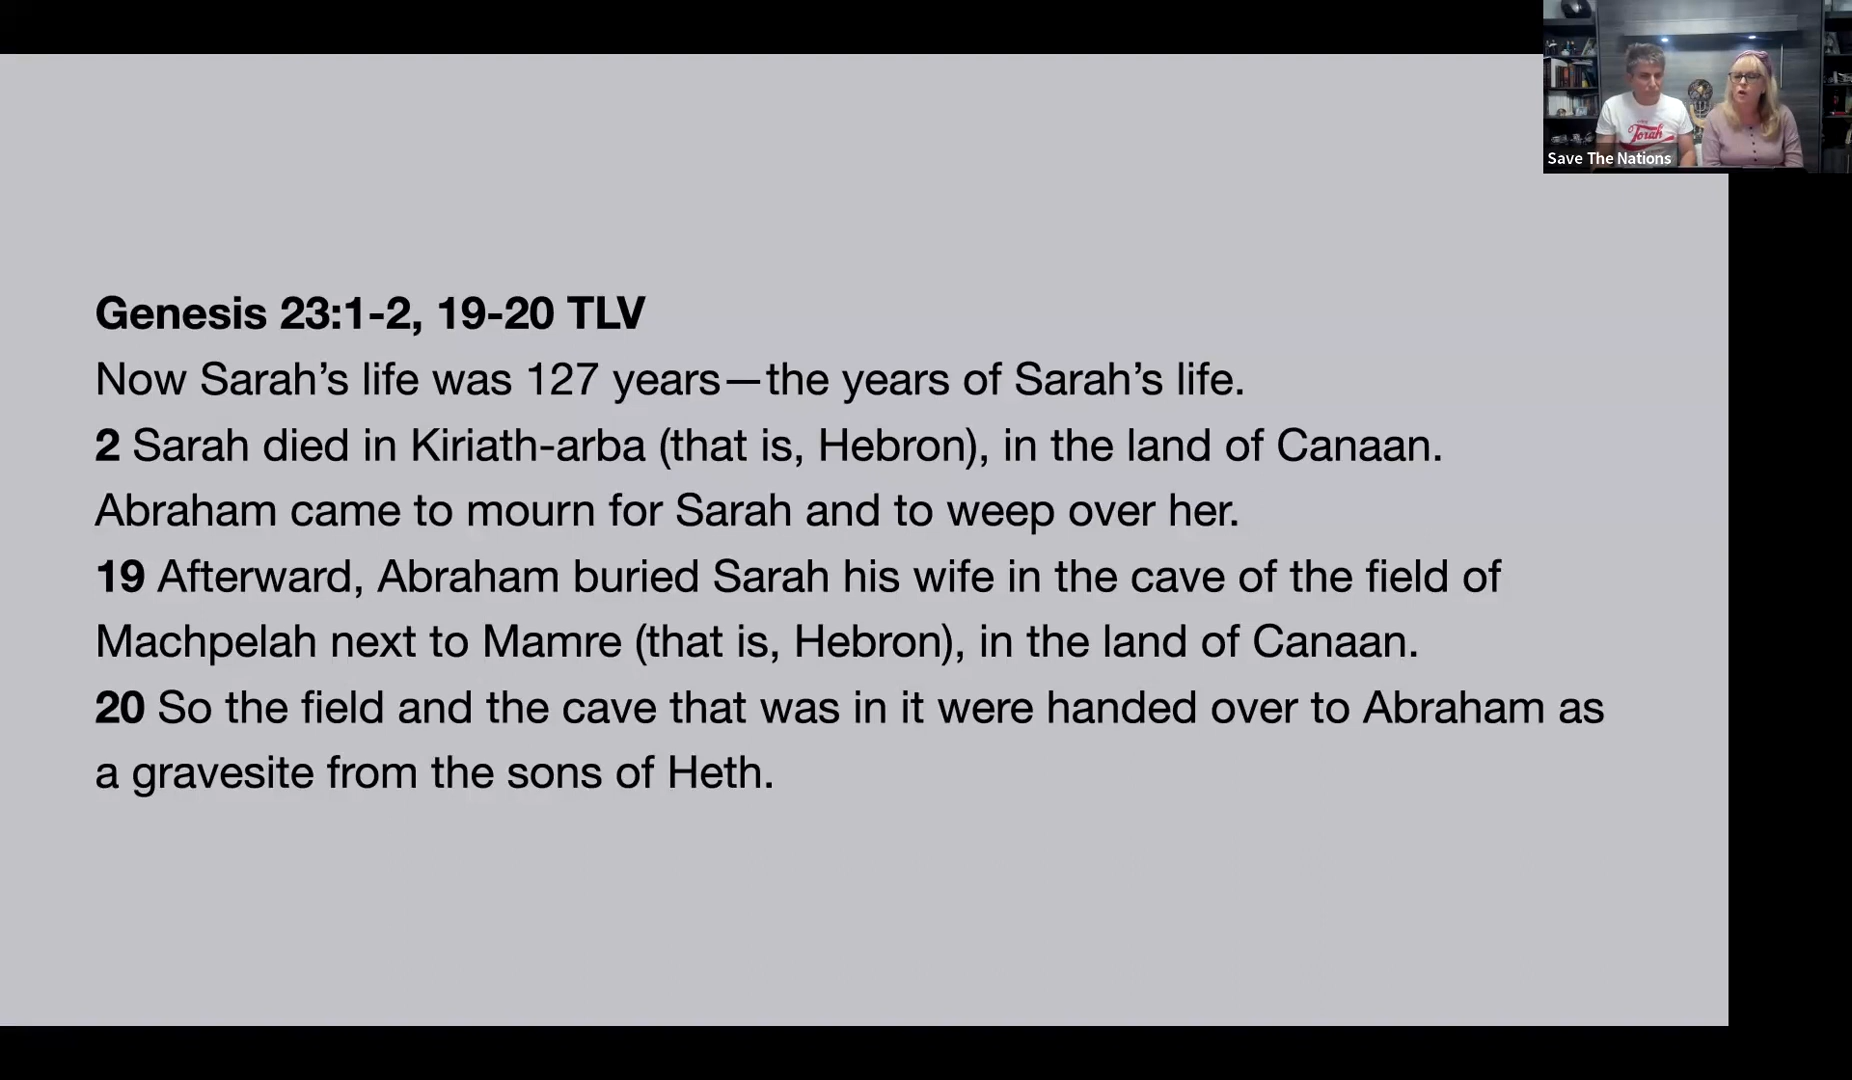 Genesis 23:1-2, 19-20 TLV
Now Sarah’s life was 127 years—the years of Sarah’s life.
2 Sarah died in Kiriath-arba (that is, Hebron), in the land of Canaan.
Abraham came to mourn for Sarah and to weep over her.
19 Afterward, Abraham buried Sarah his wife in the cave of the field of
Machpelah next to Mamre (that is, Hebron), in the land of Canaan.
20 So the field and the cave that was in it were handed over to Abraham as
a gravesite from the sons of Heth.
Torah
Save The Nations